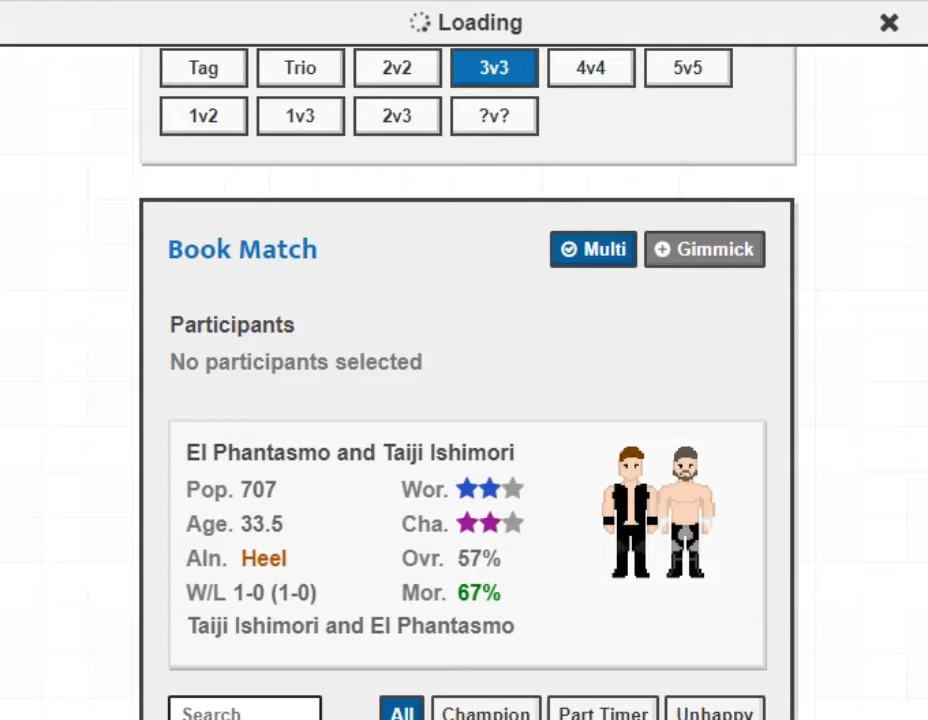 Loading
Tag Trio 2v2 3v3 4v4 5v5
1v2 1v3 2v3 ?v?
Book Match Multi Gimmick
Participants
No participants selected
El Phantasmo and Taiji Ishimori
Pop. 707 Wor.
Age. 33.5 Cha.
Aln. Heel Ovr. 57%
W/L 1-0 (1-0) Mor. 67%
Taiji Ishimori and El Phantasmo
Search All Champion Part Timer Unhappy